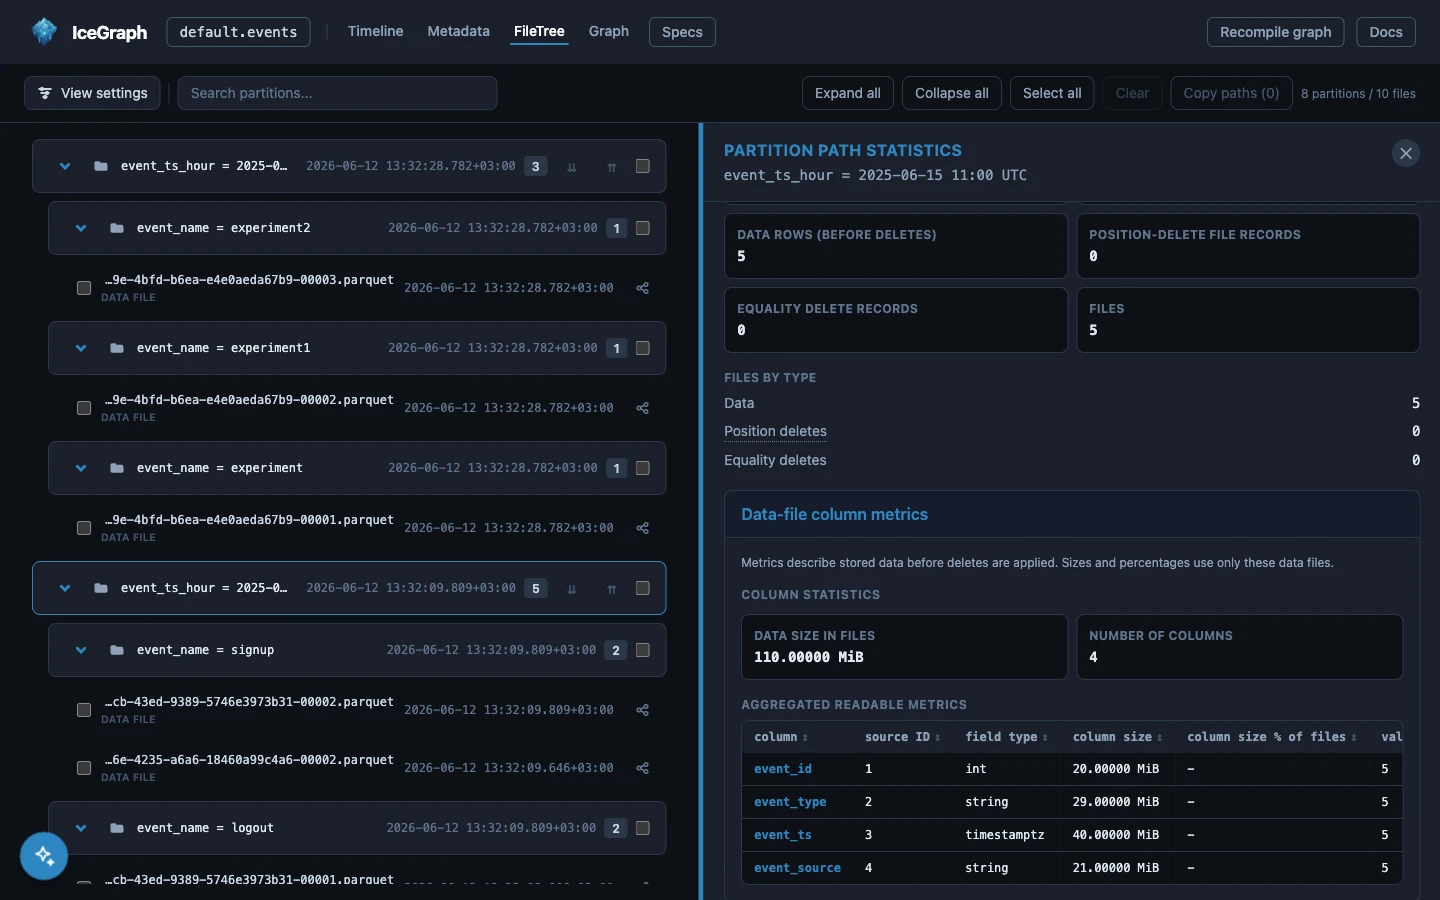 IceGraph
default.events
Timeline
Metadata
FileTree
Graph
Specs
Recompile graph
Docs
View settings
Search partitions...
Expand all
Collapse all
Select all
Clear
Copy paths (0)
8 partitions / 10 files
event_ts_hour = 2025-0… 2026-06-12 13:32:28.782+03:00 3
event_name = experiment2 2026-06-12 13:32:28.782+03:00 1
…9e-4bfd-b6ea-e4e0aeda67b9-00003.parquet 2026-06-12 13:32:28.782+03:00
DATA FILE
event_name = experiment1 2026-06-12 13:32:28.782+03:00 1
…9e-4bfd-b6ea-e4e0aeda67b9-00002.parquet 2026-06-12 13:32:28.782+03:00
DATA FILE
event_name = experiment 2026-06-12 13:32:28.782+03:00 1
…9e-4bfd-b6ea-e4e0aeda67b9-00001.parquet 2026-06-12 13:32:28.782+03:00
DATA FILE
event_ts_hour = 2025-0… 2026-06-12 13:32:09.809+03:00 5
event_name = signup 2026-06-12 13:32:09.809+03:00 2
…cb-43ed-9389-5746e3973b31-00002.parquet 2026-06-12 13:32:09.809+03:00
DATA FILE
…6e-4235-a6a6-18460a99c4a6-00002.parquet 2026-06-12 13:32:09.646+03:00
DATA FILE
event_name = logout 2026-06-12 13:32:09.809+03:00 2
…cb-43ed-9389-5746e3973b31-00001.parquet
PARTITION PATH STATISTICS
event_ts_hour = 2025-06-15 11:00 UTC
DATA ROWS (BEFORE DELETES)
5
POSITION-DELETE FILE RECORDS
0
EQUALITY DELETE RECORDS
0
FILES
5
FILES BY TYPE
Data 5
Position deletes 0
Equality deletes 0
Data-file column metrics
Metrics describe stored data before deletes are applied. Sizes and percentages use only these data files.
COLUMN STATISTICS
DATA SIZE IN FILES
110.00000 MiB
NUMBER OF COLUMNS
4
AGGREGATED READABLE METRICS
column source ID field type column size column size % of files val
event_id 1 int 20.00000 MiB – 5
event_type 2 string 29.00000 MiB – 5
event_ts 3 timestamptz 40.00000 MiB – 5
event_source 4 string 21.00000 MiB – 5